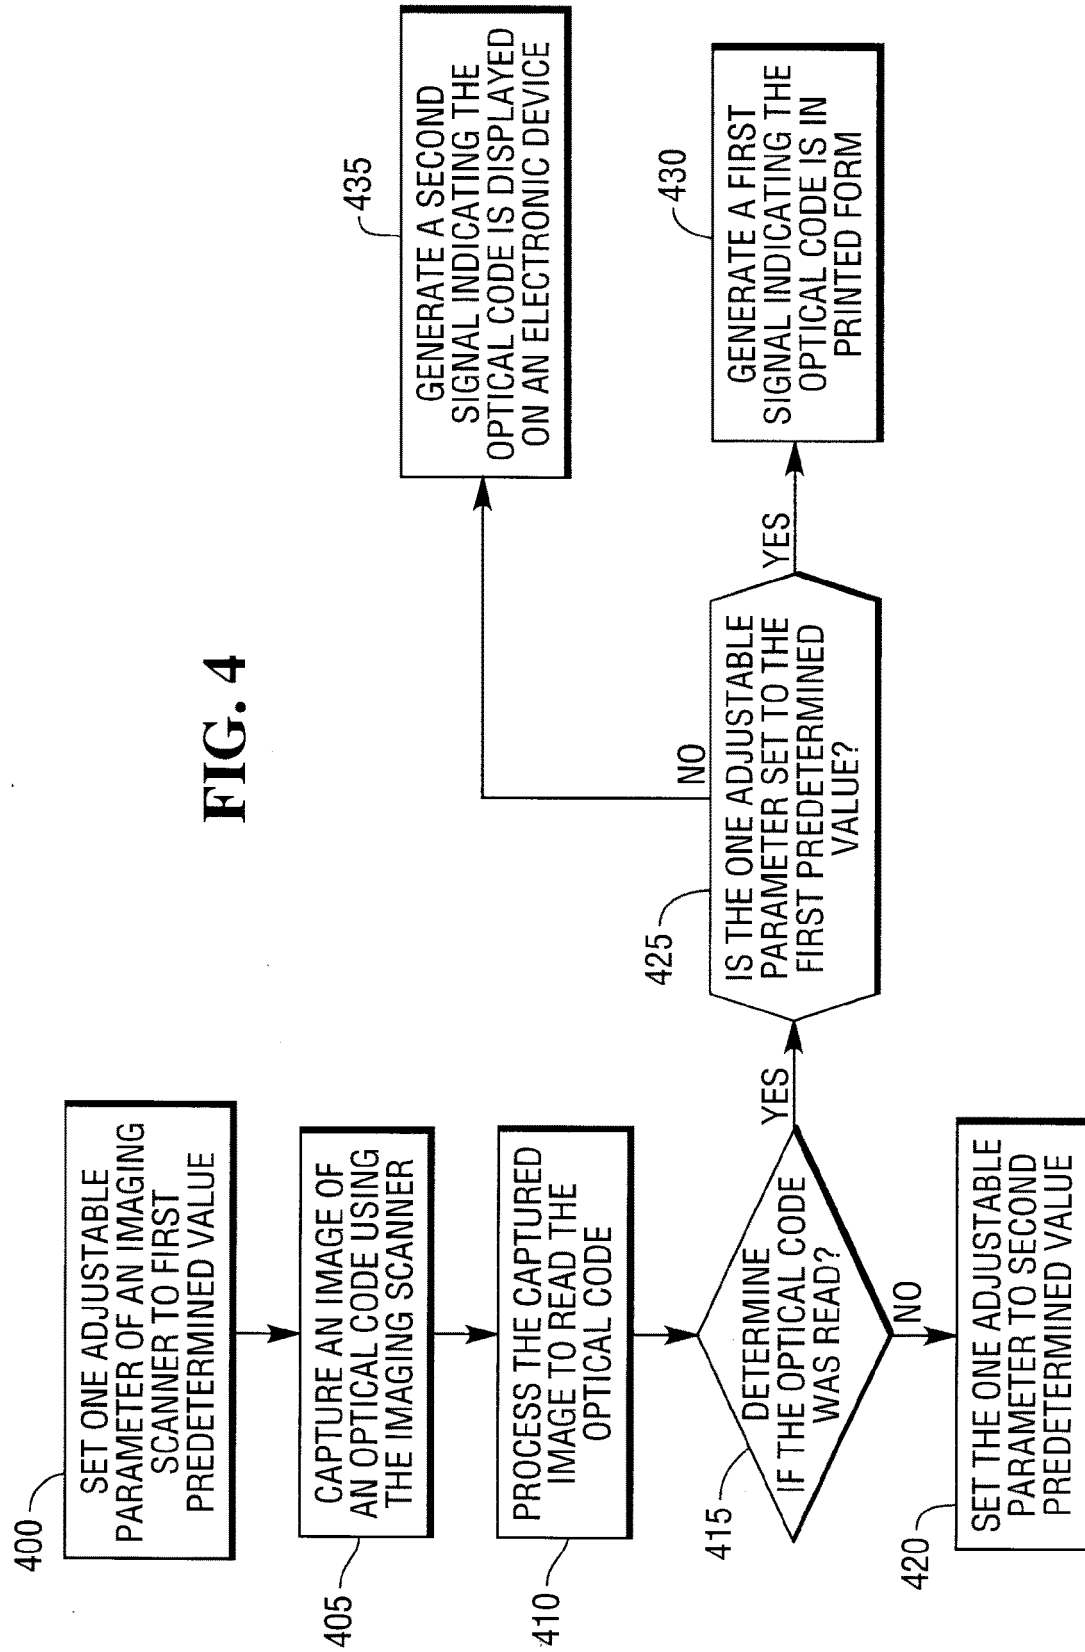 FIG. 4
400
SET ONE ADJUSTABLE
PARAMETER OF AN IMAGING
SCANNER TO FIRST
PREDETERMINED VALUE
405
CAPTURE AN IMAGE OF
AN OPTICAL CODE USING
THE IMAGING SCANNER
410
PROCESS THE CAPTURED
IMAGE TO READ THE
OPTICAL CODE
415
DETERMINE
IF THE OPTICAL CODE
WAS READ?
YES
NO
420
SET THE ONE ADJUSTABLE
PARAMETER TO SECOND
PREDETERMINED VALUE
425
IS THE ONE ADJUSTABLE
PARAMETER SET TO THE
FIRST PREDETERMINED
VALUE?
NO
YES
430
GENERATE A FIRST
SIGNAL INDICATING THE
OPTICAL CODE IS IN
PRINTED FORM
435
GENERATE A SECOND
SIGNAL INDICATING THE
OPTICAL CODE IS DISPLAYED
ON AN ELECTRONIC DEVICE